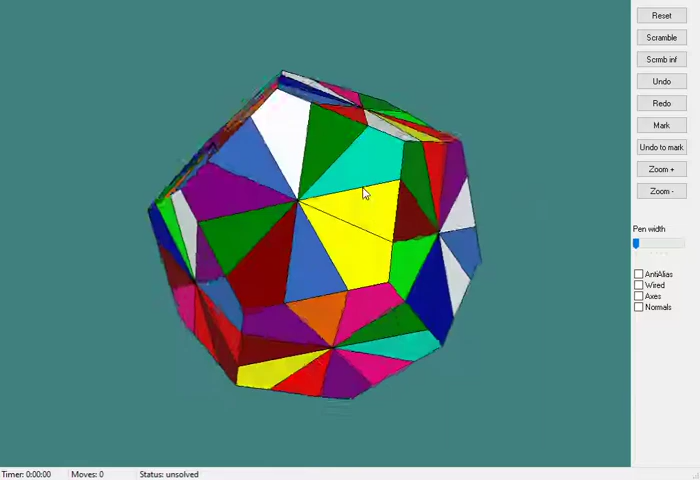 Reset
Scramble
Scrmb inf
Undo
Redo
Mark
Undo to mark
Zoom +
Zoom -
Pen width
AntiAlias
Wired
Axes
Normals
Timer: 0:00:00 Moves: 0 Status: unsolved